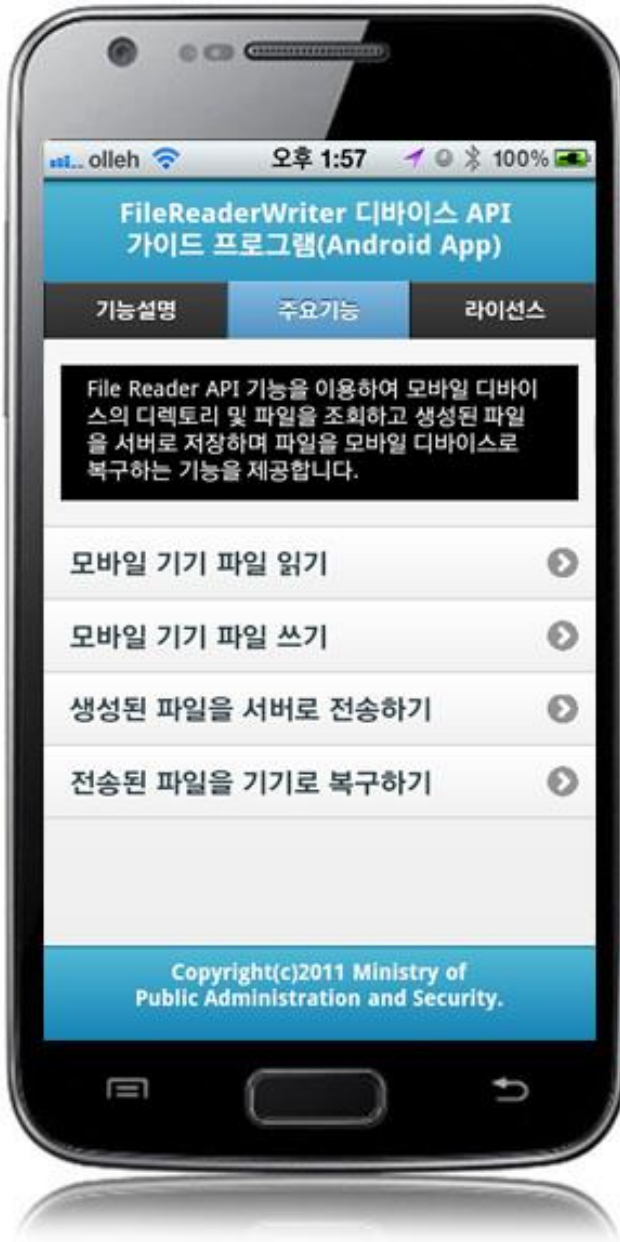 olleh 오후 1:57 100%
FileReaderWriter 디바이스 API
가이드 프로그램(Android App)
기능설명 주요기능 라이선스
File Reader API 기능을 이용하여 모바일 디바이
스의 디렉토리 및 파일을 조회하고 생성된 파일
을 서버로 저장하며 파일을 모바일 디바이스로
복구하는 기능을 제공합니다.
모바일 기기 파일 읽기
모바일 기기 파일 쓰기
생성된 파일을 서버로 전송하기
전송된 파일을 기기로 복구하기
Copyright(c)2011 Ministry of
Public Administration and Security.